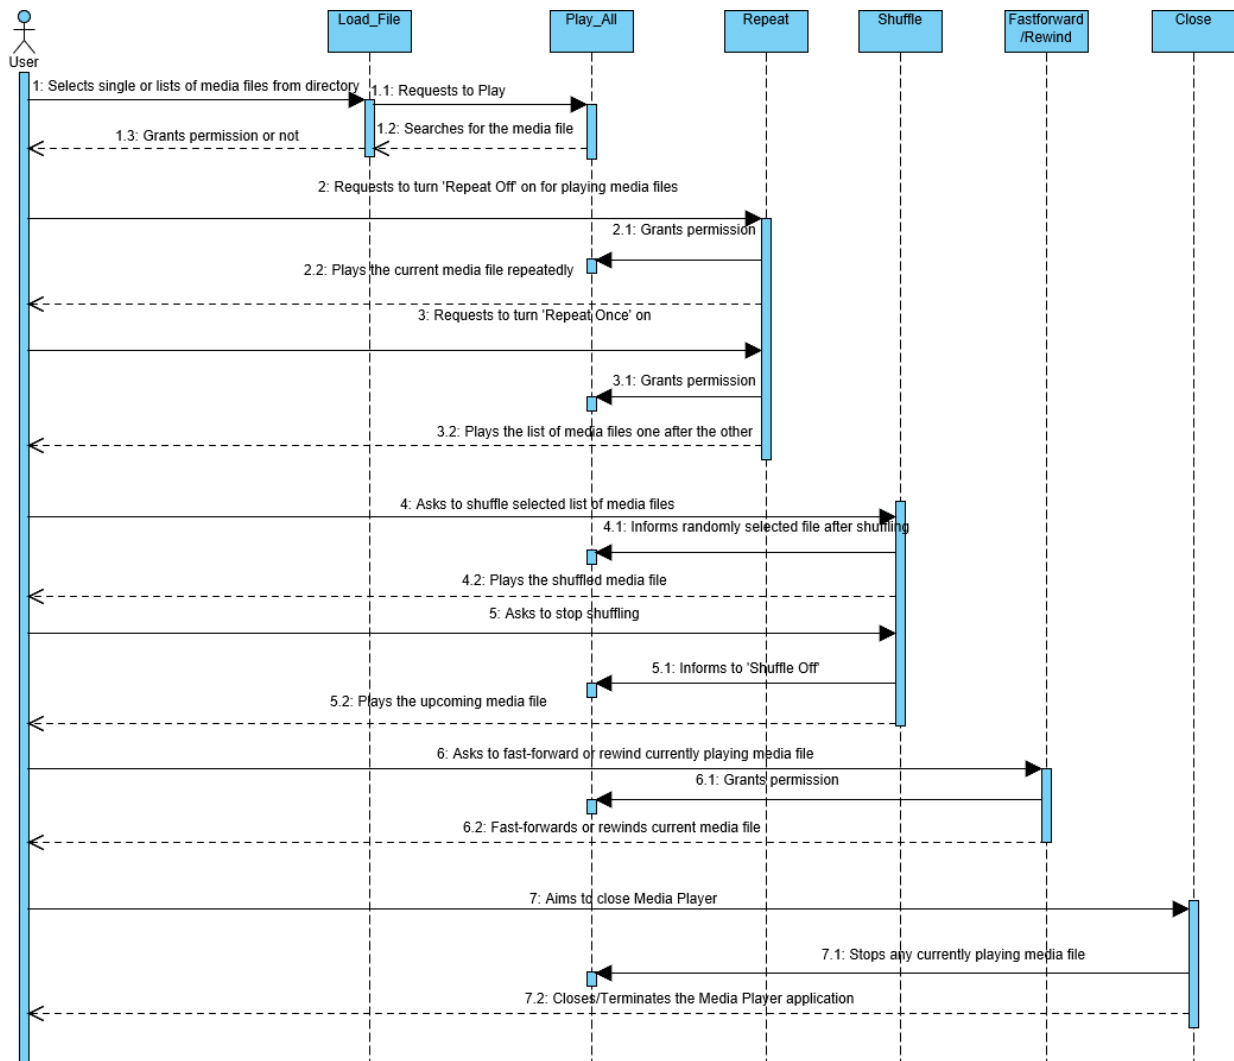 User
Load_File
Play_All
Repeat
Shuffle
Fastforward
/Rewind
Close
1: Selects single or lists of media files from directory
1.1: Requests to Play
1.2: Searches for the media file
1.3: Grants permission or not
2: Requests to turn 'Repeat Off' on for playing media files
2.1: Grants permission
2.2: Plays the current media file repeatedly
3: Requests to turn 'Repeat Once' on
3.1: Grants permission
3.2: Plays the list of media files one after the other
4: Asks to shuffle selected list of media files
4.1: Informs randomly selected file after shuffling
4.2: Plays the shuffled media file
5: Asks to stop shuffling
5.1: Informs to 'Shuffle Off'
5.2: Plays the upcoming media file
6: Asks to fast-forward or rewind currently playing media file
6.1: Grants permission
6.2: Fast-forwards or rewinds current media file
7: Aims to close Media Player
7.1: Stops any currently playing media file
7.2: Closes/Terminates the Media Player application